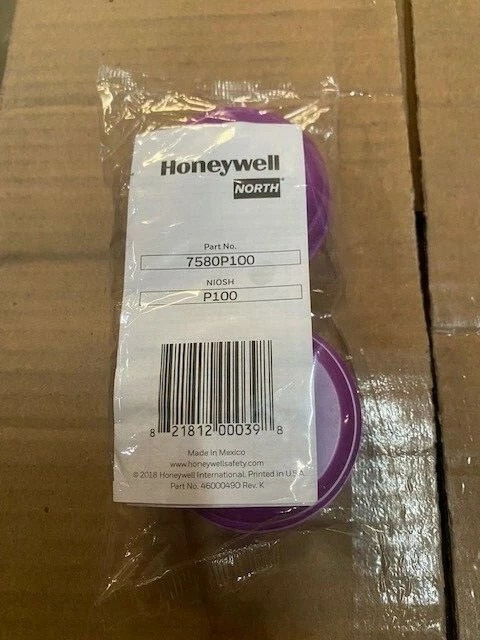 Honeywell
NORTH®
Part No.
7580P100
NIOSH
P100
8 21812 00039 8
Made in Mexico
www.honeywellsafety.com
© 2018 Honeywell International. Printed in U.S.A
Part No. 46000490 Rev. K